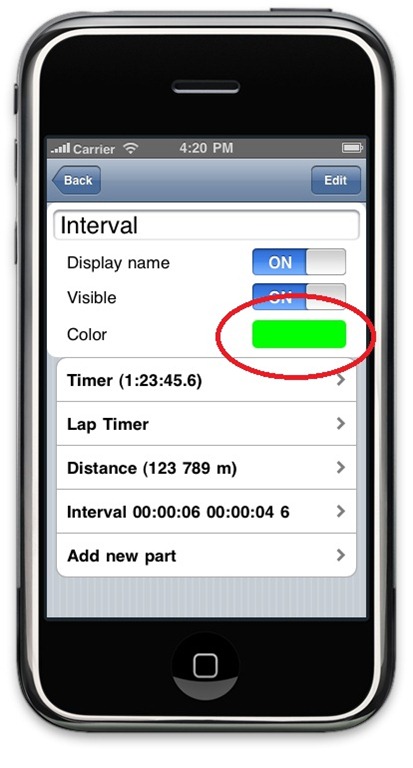 Carrier 4:20 PM
Back Edit
Interval
Display name ON
Visible ON
Color
Timer (1:23:45.6)
Lap Timer
Distance (123 789 m)
Interval 00:00:06 00:00:04 6
Add new part